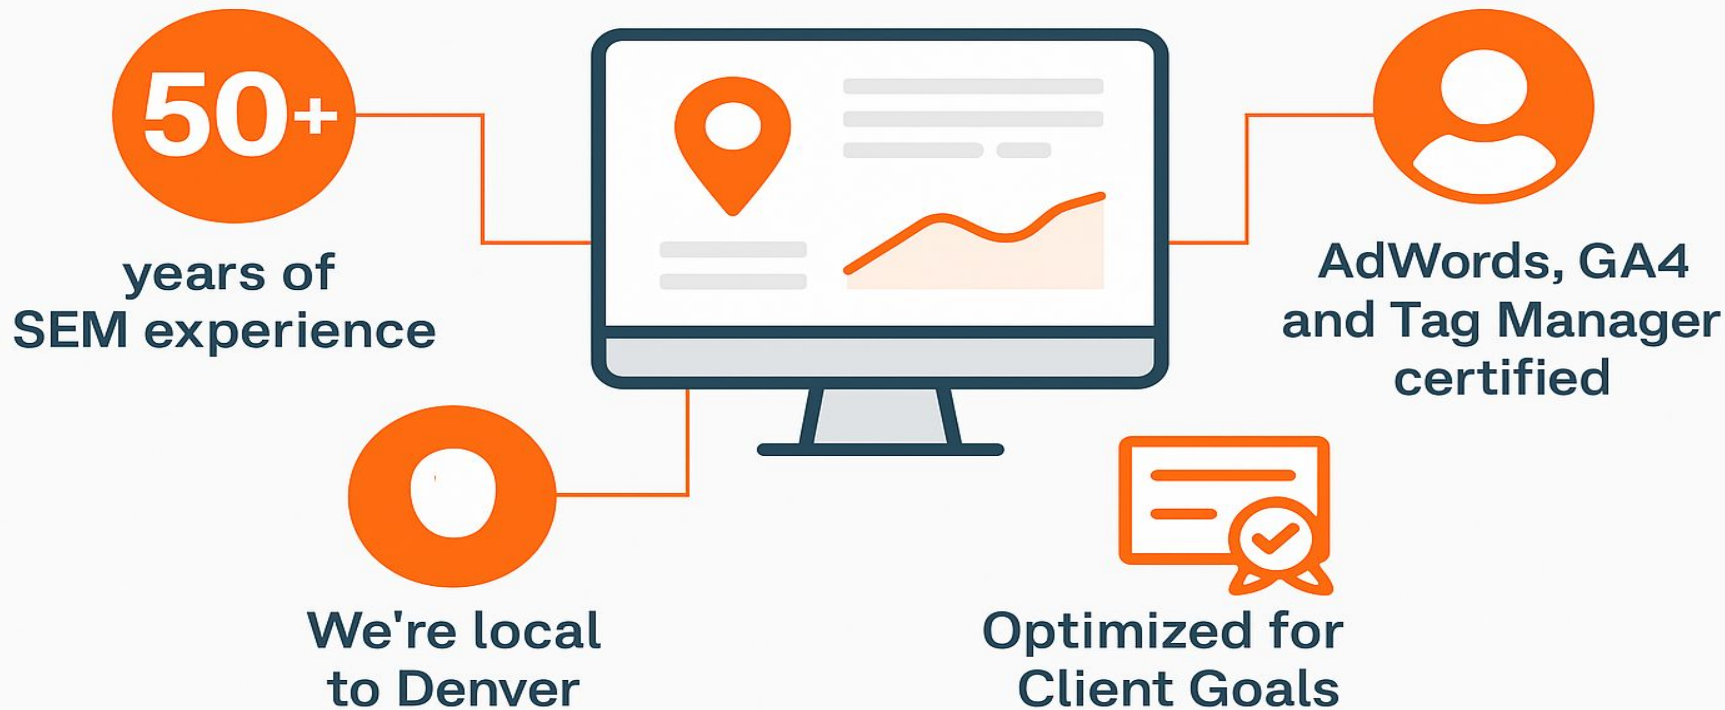 50+
years of
SEM experience
AdWords, GA4
and Tag Manager
certified
We're local
to Denver
Optimized for
Client Goals